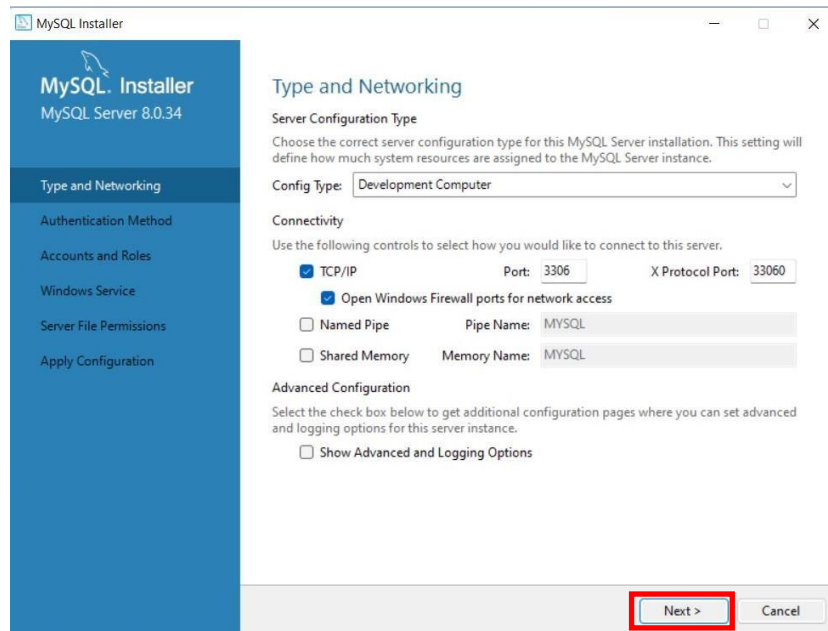 MySQL Installer
MySQL. Installer
MySQL Server 8.0.34
Type and Networking
Authentication Method
Accounts and Roles
Windows Service
Server File Permissions
Apply Configuration
Type and Networking
Server Configuration Type
Choose the correct server configuration type for this MySQL Server installation. This setting will
define how much system resources are assigned to the MySQL Server instance.
Config Type: Development Computer
Connectivity
Use the following controls to select how you would like to connect to this server.
TCP/IP Port: 3306 X Protocol Port: 33060
Open Windows Firewall ports for network access
Named Pipe Pipe Name: MYSQL
Shared Memory Memory Name: MYSQL
Advanced Configuration
Select the check box below to get additional configuration pages where you can set advanced
and logging options for this server instance.
Show Advanced and Logging Options
Next > Cancel